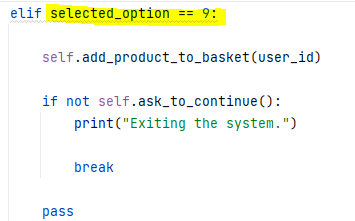 elif selected_option == 9:
self.add_product_to_basket(user_id)
if not self.ask_to_continue():
print("Exiting the system.")
break
pass